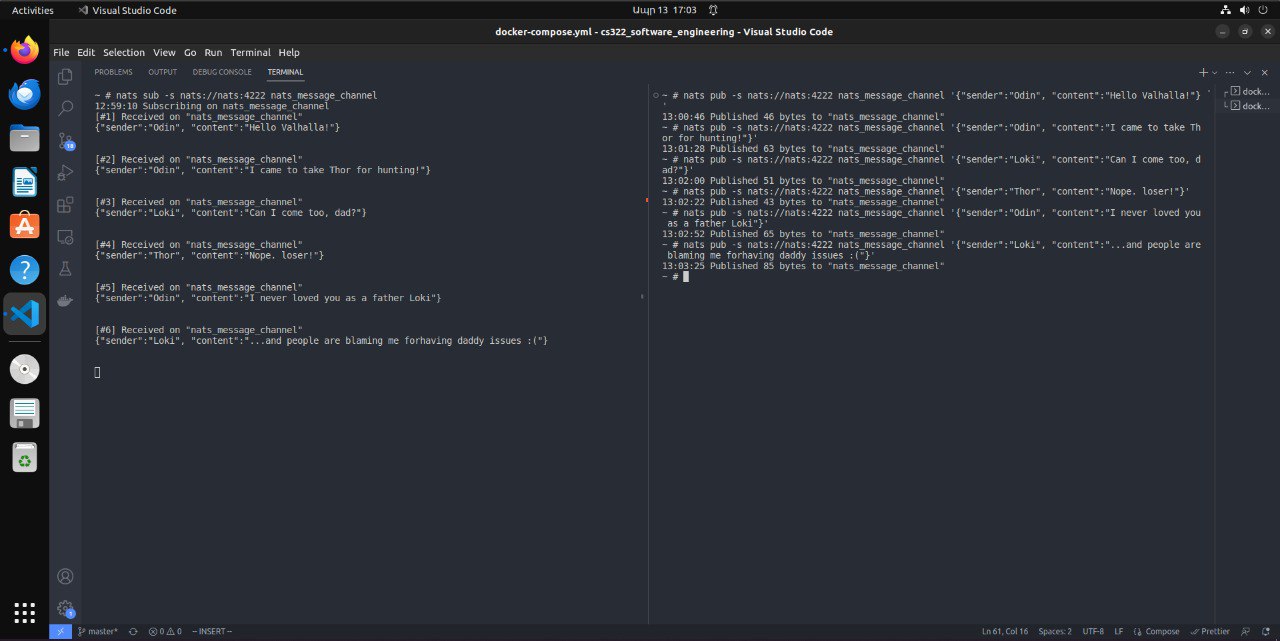 Activities
Visual Studio Code
Ապր 13 17:03
docker-compose.yml - cs322_software_engineering - Visual Studio Code
File Edit Selection View Go Run Terminal Help
PROBLEMS OUTPUT DEBUG CONSOLE TERMINAL
~ # nats sub -s nats://nats:4222 nats_message_channel
12:59:10 Subscribing on nats_message_channel
[#1] Received on "nats_message_channel"
{"sender":"Odin", "content":"Hello Valhalla!"}
[#2] Received on "nats_message_channel"
{"sender":"Odin", "content":"I came to take Thor for hunting!"}
[#3] Received on "nats_message_channel"
{"sender":"Loki", "content":"Can I come too, dad?"}
[#4] Received on "nats_message_channel"
{"sender":"Thor", "content":"Nope. loser!"}
[#5] Received on "nats_message_channel"
{"sender":"Odin", "content":"I never loved you as a father Loki"}
[#6] Received on "nats_message_channel"
{"sender":"Loki", "content":"...and people are blaming me forhaving daddy issues :("}
~ # nats pub -s nats://nats:4222 nats_message_channel '{"sender":"Odin", "content":"Hello Valhalla!"}
'
13:00:46 Published 46 bytes to "nats_message_channel"
~ # nats pub -s nats://nats:4222 nats_message_channel '{"sender":"Odin", "content":"I came to take Th
or for hunting!"}'
13:01:28 Published 63 bytes to "nats_message_channel"
~ # nats pub -s nats://nats:4222 nats_message_channel '{"sender":"Loki", "content":"Can I come too, d
ad?"}'
13:02:00 Published 51 bytes to "nats_message_channel"
~ # nats pub -s nats://nats:4222 nats_message_channel '{"sender":"Thor", "content":"Nope. loser!"}'
13:02:22 Published 43 bytes to "nats_message_channel"
~ # nats pub -s nats://nats:4222 nats_message_channel '{"sender":"Odin", "content":"I never loved you
as a father Loki"}'
13:02:52 Published 65 bytes to "nats_message_channel"
~ # nats pub -s nats://nats:4222 nats_message_channel '{"sender":"Loki", "content":"...and people are
blaming me forhaving daddy issues :("}'
13:03:25 Published 85 bytes to "nats_message_channel"
~ #
dock...
dock...
master* 0 0 -- INSERT --
Ln 61, Col 16 Spaces: 2 UTF-8 LF Compose Prettier